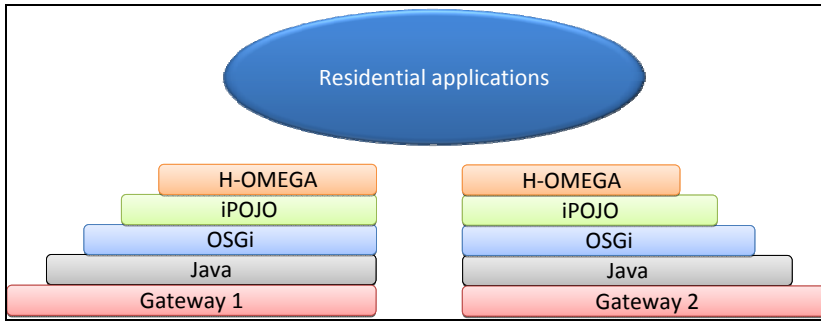 Residential applications
H-OMEGA
iPOJO
OSGi
Java
Gateway 1
H-OMEGA
iPOJO
OSGi
Java
Gateway 2